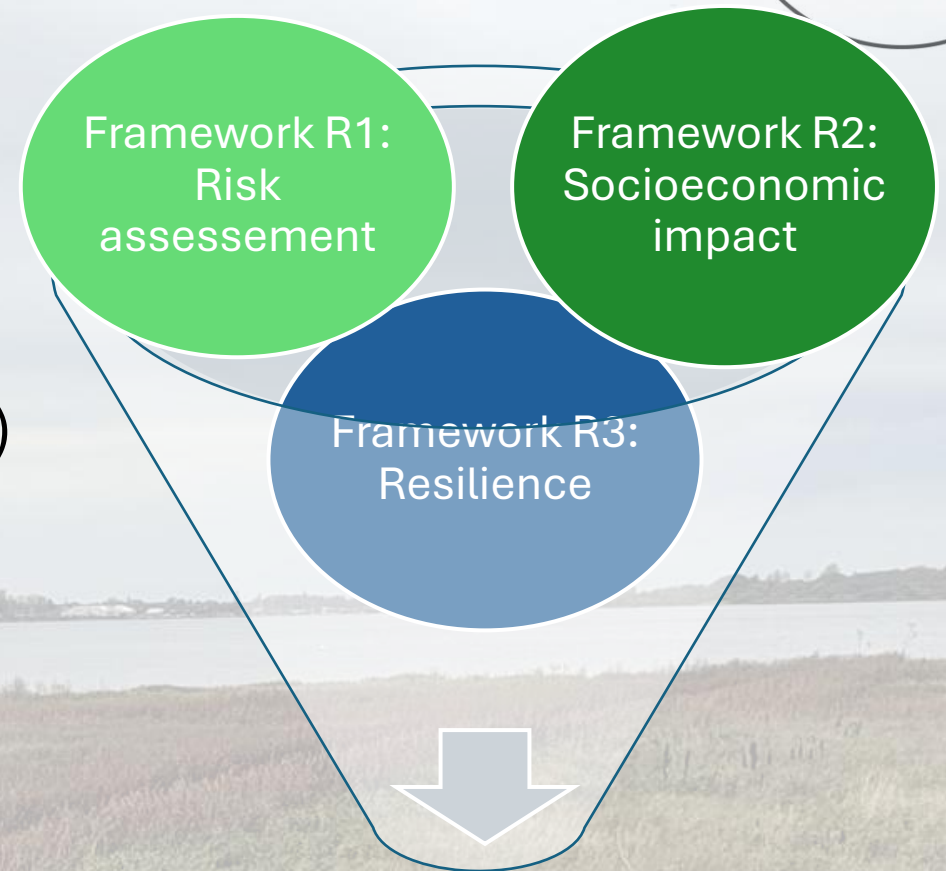 Framework R1:
Risk
assessement
Framework R2:
Socioeconomic
impact
)
Framework R3:
Resilience